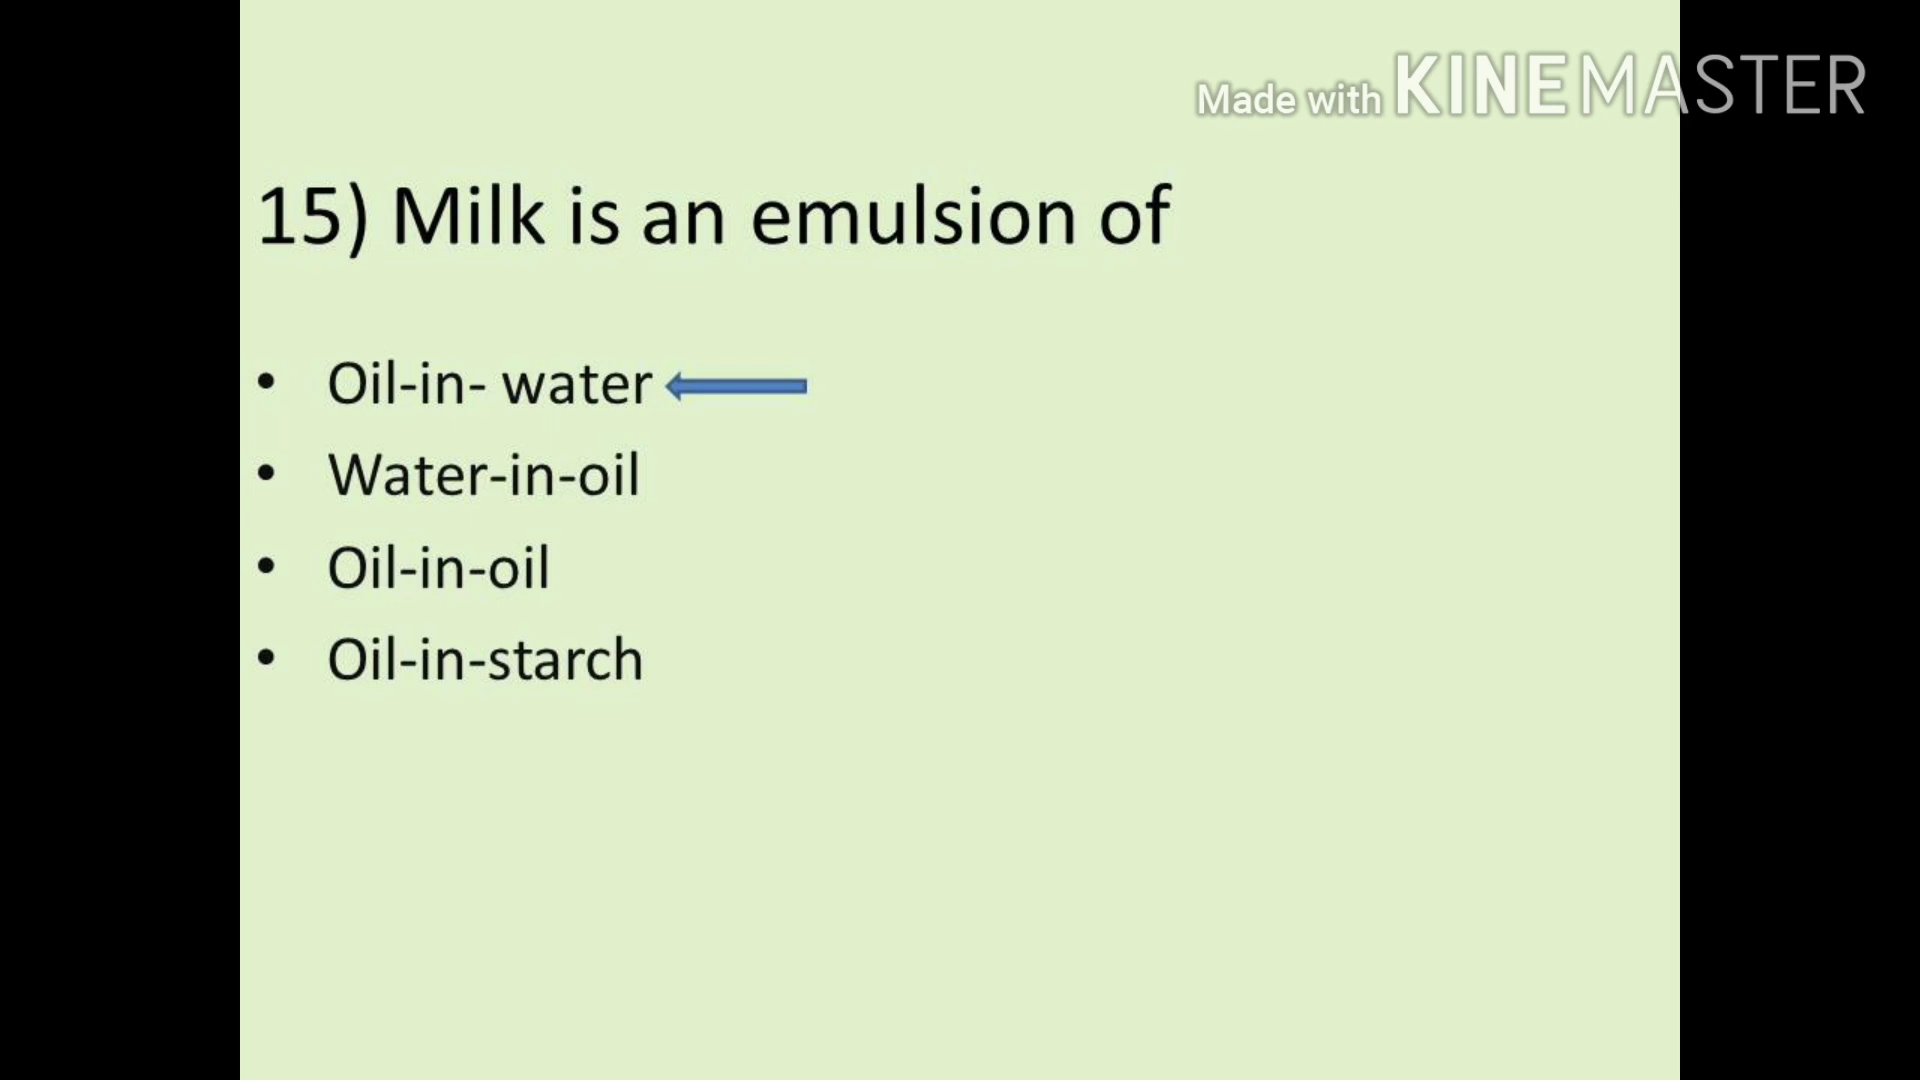 Made with KINEMASTER
15) Milk is an emulsion of
• Oil-in- water
• Water-in-oil
• Oil-in-oil
• Oil-in-starch